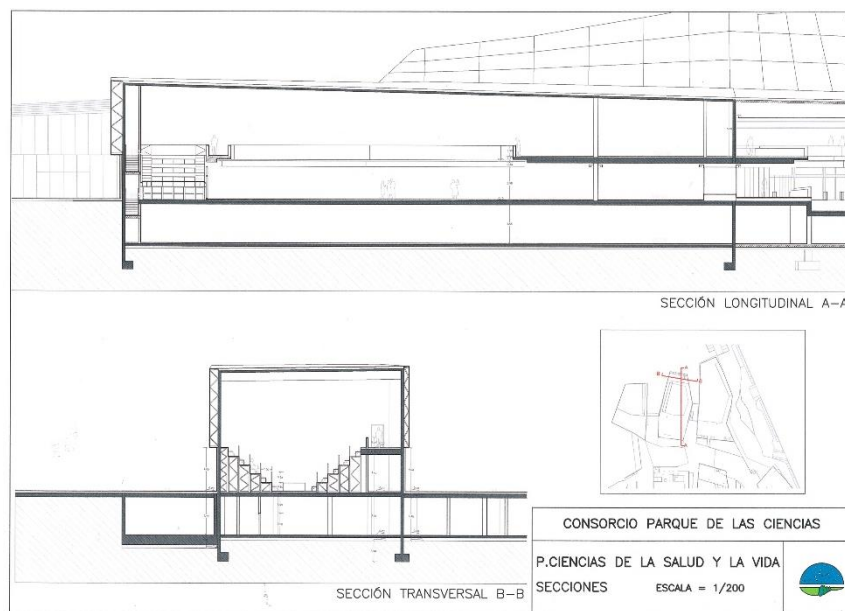 SECCIÓN LONGITUDINAL A-A
SECCIÓN TRANSVERSAL B-B
CONSORCIO PARQUE DE LAS CIENCIAS
P.CIENCIAS DE LA SALUD Y LA VIDA
SECCIONES ESCALA = 1/200